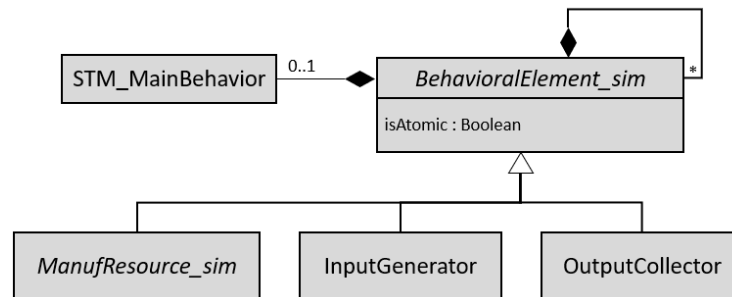 STM_MainBehavior
0..1
BehavioralElement_sim
*
isAtomic : Boolean
ManufResource_sim
InputGenerator
OutputCollector